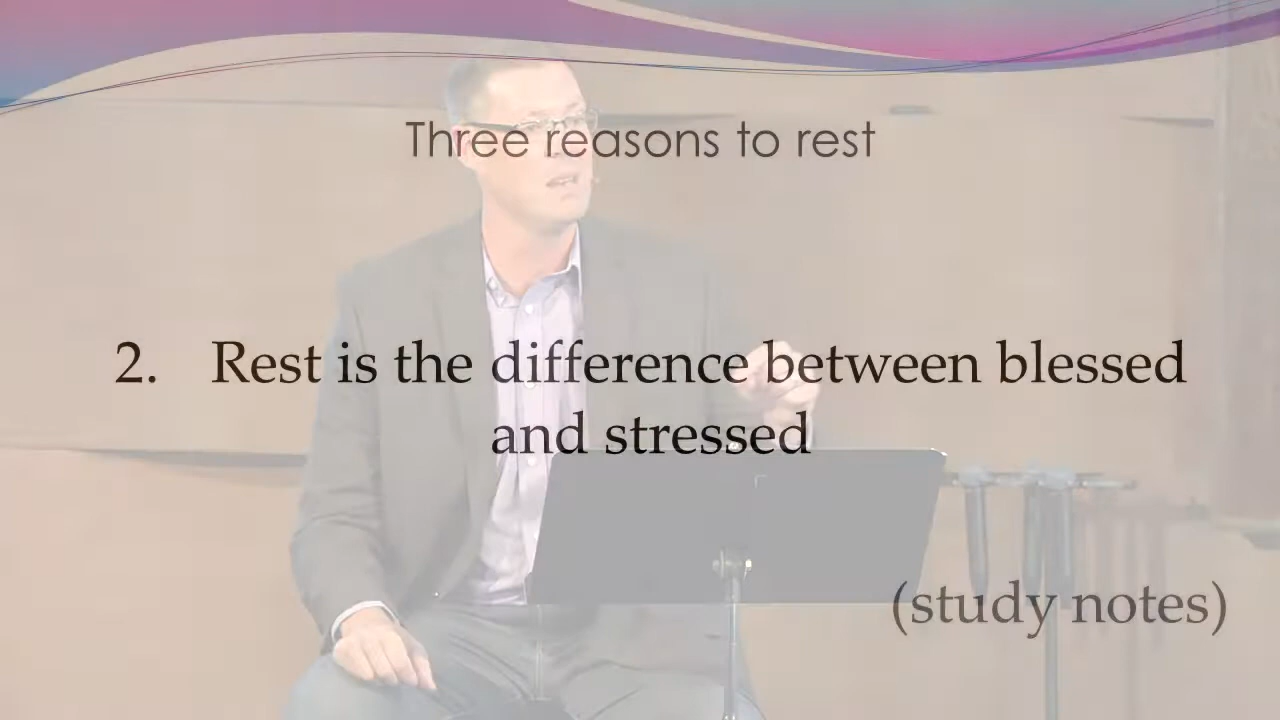 Three reasons to rest
2. Rest is the difference between blessed
and stressed
(study notes)